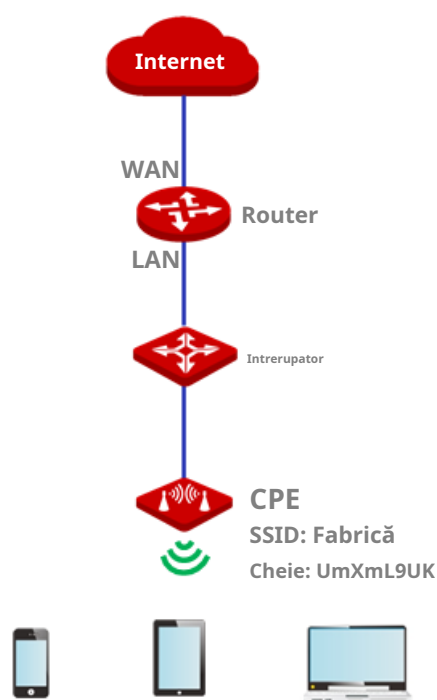 Internet
WAN
Router
LAN
Intrerupator
CPE
SSID: Fabrică
Cheie: UmXmL9UK